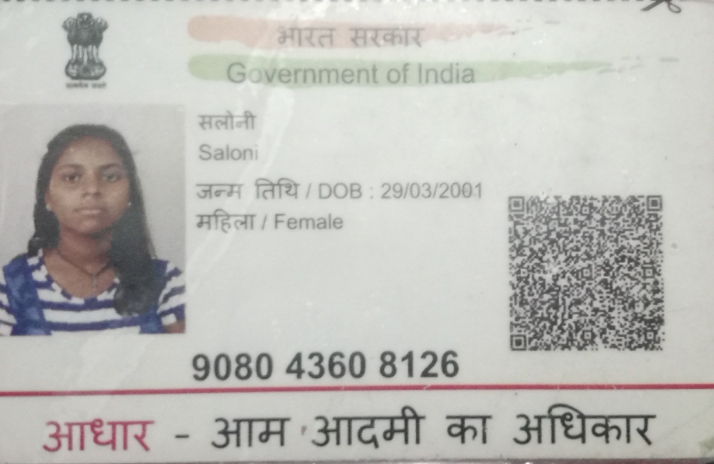 भारत सरकार
Government of India
सलोनी
Saloni
जन्म तिथि / DOB : 29/03/2001
महिला / Female
9080 4360 8126
आधार - आम आदमी का अधिकार